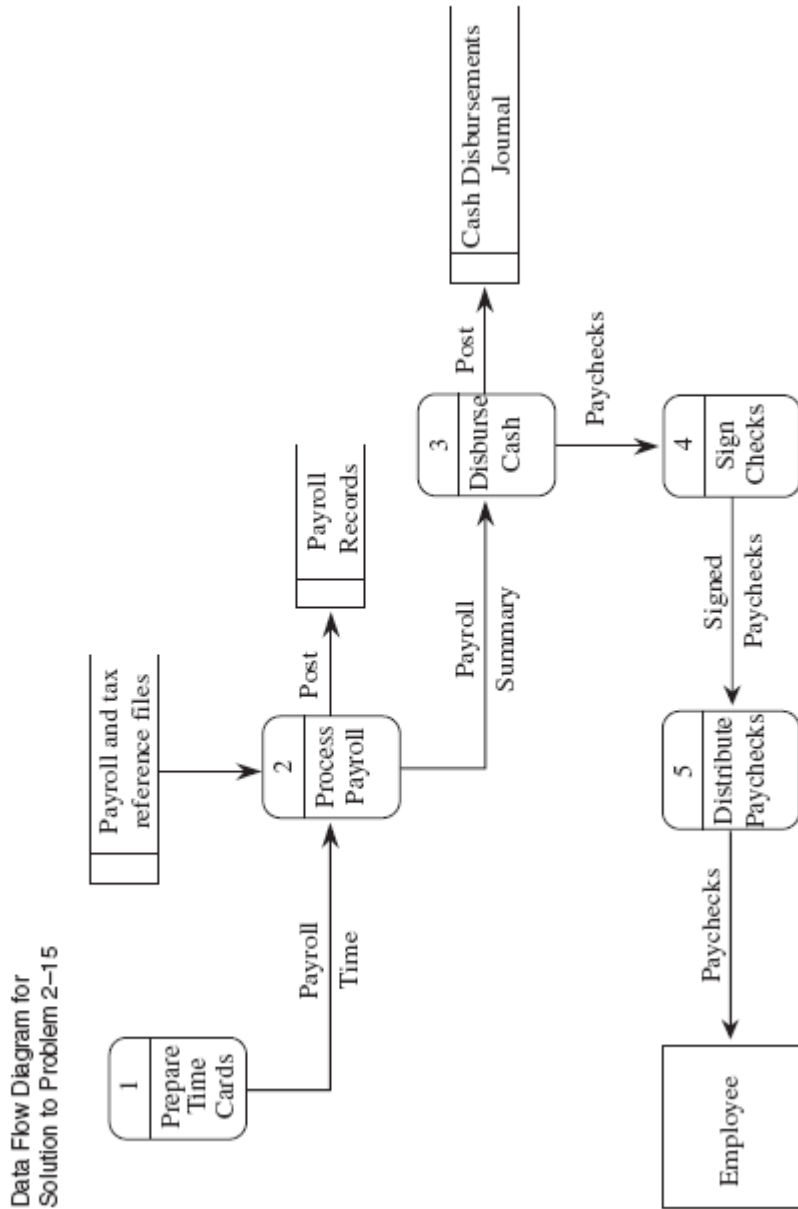 Data Flow Diagram for
Solution to Problem 2–15
1
Prepare
Time
Cards
Payroll
Time
Payroll and tax
reference files
2
Process
Payroll
Post
Payroll
Records
Payroll
Summary
3
Disburse
Cash
Post
Cash Disbursements
Journal
Paychecks
4
Sign
Checks
Signed
Paychecks
5
Distribute
Paychecks
Paychecks
Employee